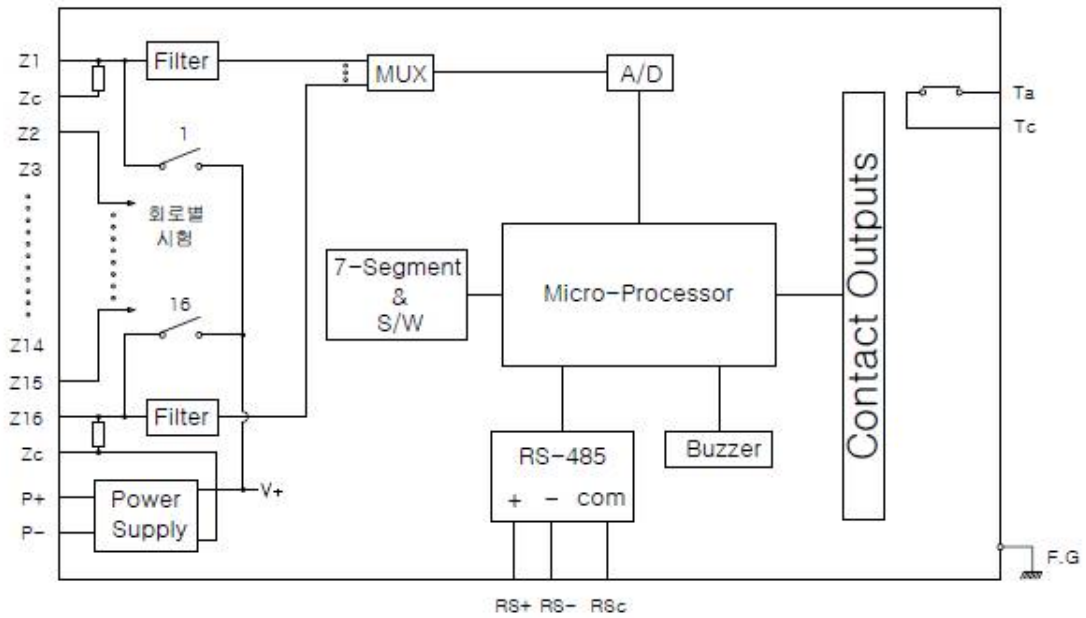 Z1
Zc
Z2
Z3
Z14
Z15
Z16
Zc
P+
P-
Filter
MUX
A/D
1
회로별
시험
16
Filter
Power
Supply
V+
7-Segment
&
S/W
Micro-Processor
RS-485
+ - com
Buzzer
Contact Outputs
Ta
Tc
F.G
RS+ RS- RSc